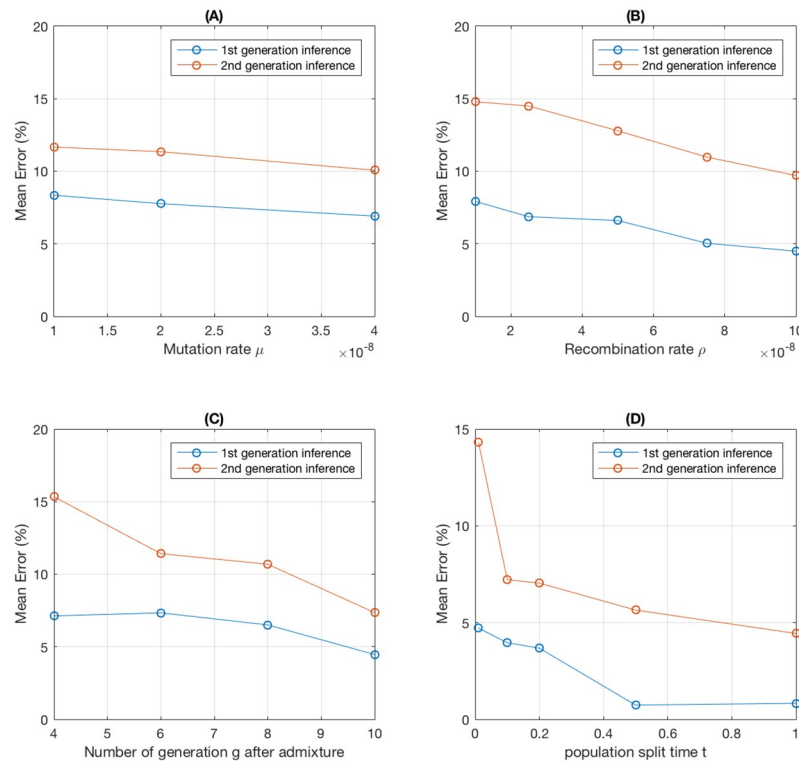 (A)
20
15
10
5
0
Mean Error (%)
1st generation inference
2nd generation inference
1 1.5 2 2.5 3 3.5 4
Mutation rate μ ×10-8
(B)
20
15
10
5
0
Mean Error (%)
1st generation inference
2nd generation inference
2 4 6 8 10
Recombination rate ρ ×10-8
(C)
20
15
10
5
0
Mean Error (%)
1st generation inference
2nd generation inference
4 5 6 7 8 9 10
Number of generation g after admixture
(D)
15
10
5
0
Mean Error (%)
1st generation inference
2nd generation inference
0 0.2 0.4 0.6 0.8 1
population split time t